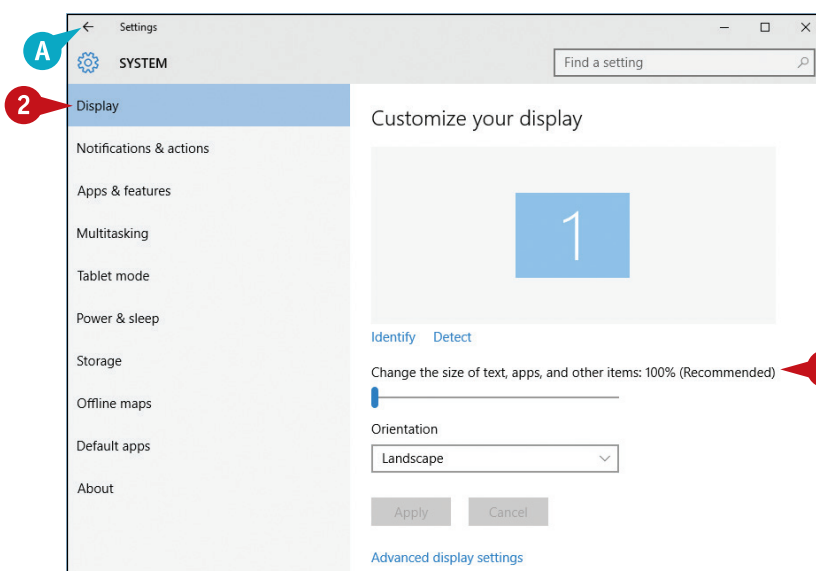 Settings
A
SYSTEM
Find a setting
2
Display
Notifications & actions
Apps & features
Multitasking
Tablet mode
Power & sleep
Storage
Offline maps
Default apps
About
Customize your display
1
Identify Detect
Change the size of text, apps, and other items: 100% (Recommended)
Orientation
Landscape
Apply Cancel
Advanced display settings